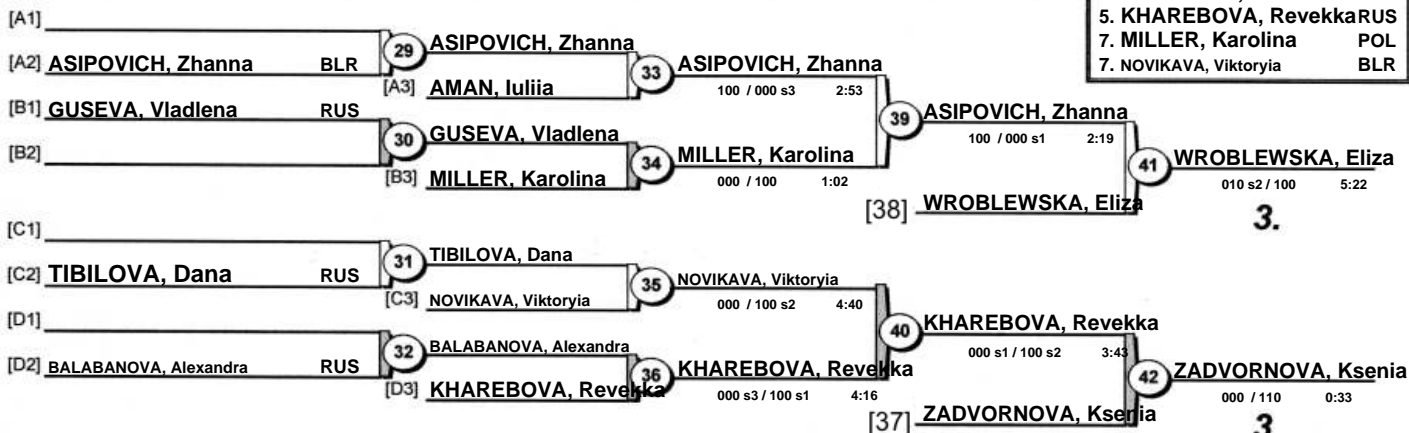 5. KHAREBOVA, Revekka RUS
7. MILLER, Karolina POL
7. NOVIKAVA, Viktoryia BLR
[A1]
[A2] ASIPOVICH, Zhanna BLR
29 ASIPOVICH, Zhanna
[A3] AMAN, Iuliia
33 ASIPOVICH, Zhanna
100 / 000 s3 2:53
[B1] GUSEVA, Vladlena RUS
[B2]
30 GUSEVA, Vladlena
[B3] MILLER, Karolina
34 MILLER, Karolina
000 / 100 1:02
39 ASIPOVICH, Zhanna
100 / 000 s1 2:19
[38] WROBLEWSKA, Eliza
41 WROBLEWSKA, Eliza
010 s2 / 100 5:22
3.
[C1]
[C2] TIBILOVA, Dana RUS
31 TIBILOVA, Dana
[C3] NOVIKAVA, Viktoryia
35 NOVIKAVA, Viktoryia
000 / 100 s2 4:40
[D1]
[D2] BALABANOVA, Alexandra RUS
32 BALABANOVA, Alexandra
[D3] KHAREBOVA, Revekka
36 KHAREBOVA, Revekka
000 s3 / 100 s1 4:16
40 KHAREBOVA, Revekka
000 s1 / 100 s2 3:43
[37] ZADVORNOVA, Ksenia
42 ZADVORNOVA, Ksenia
000 / 110 0:33
3